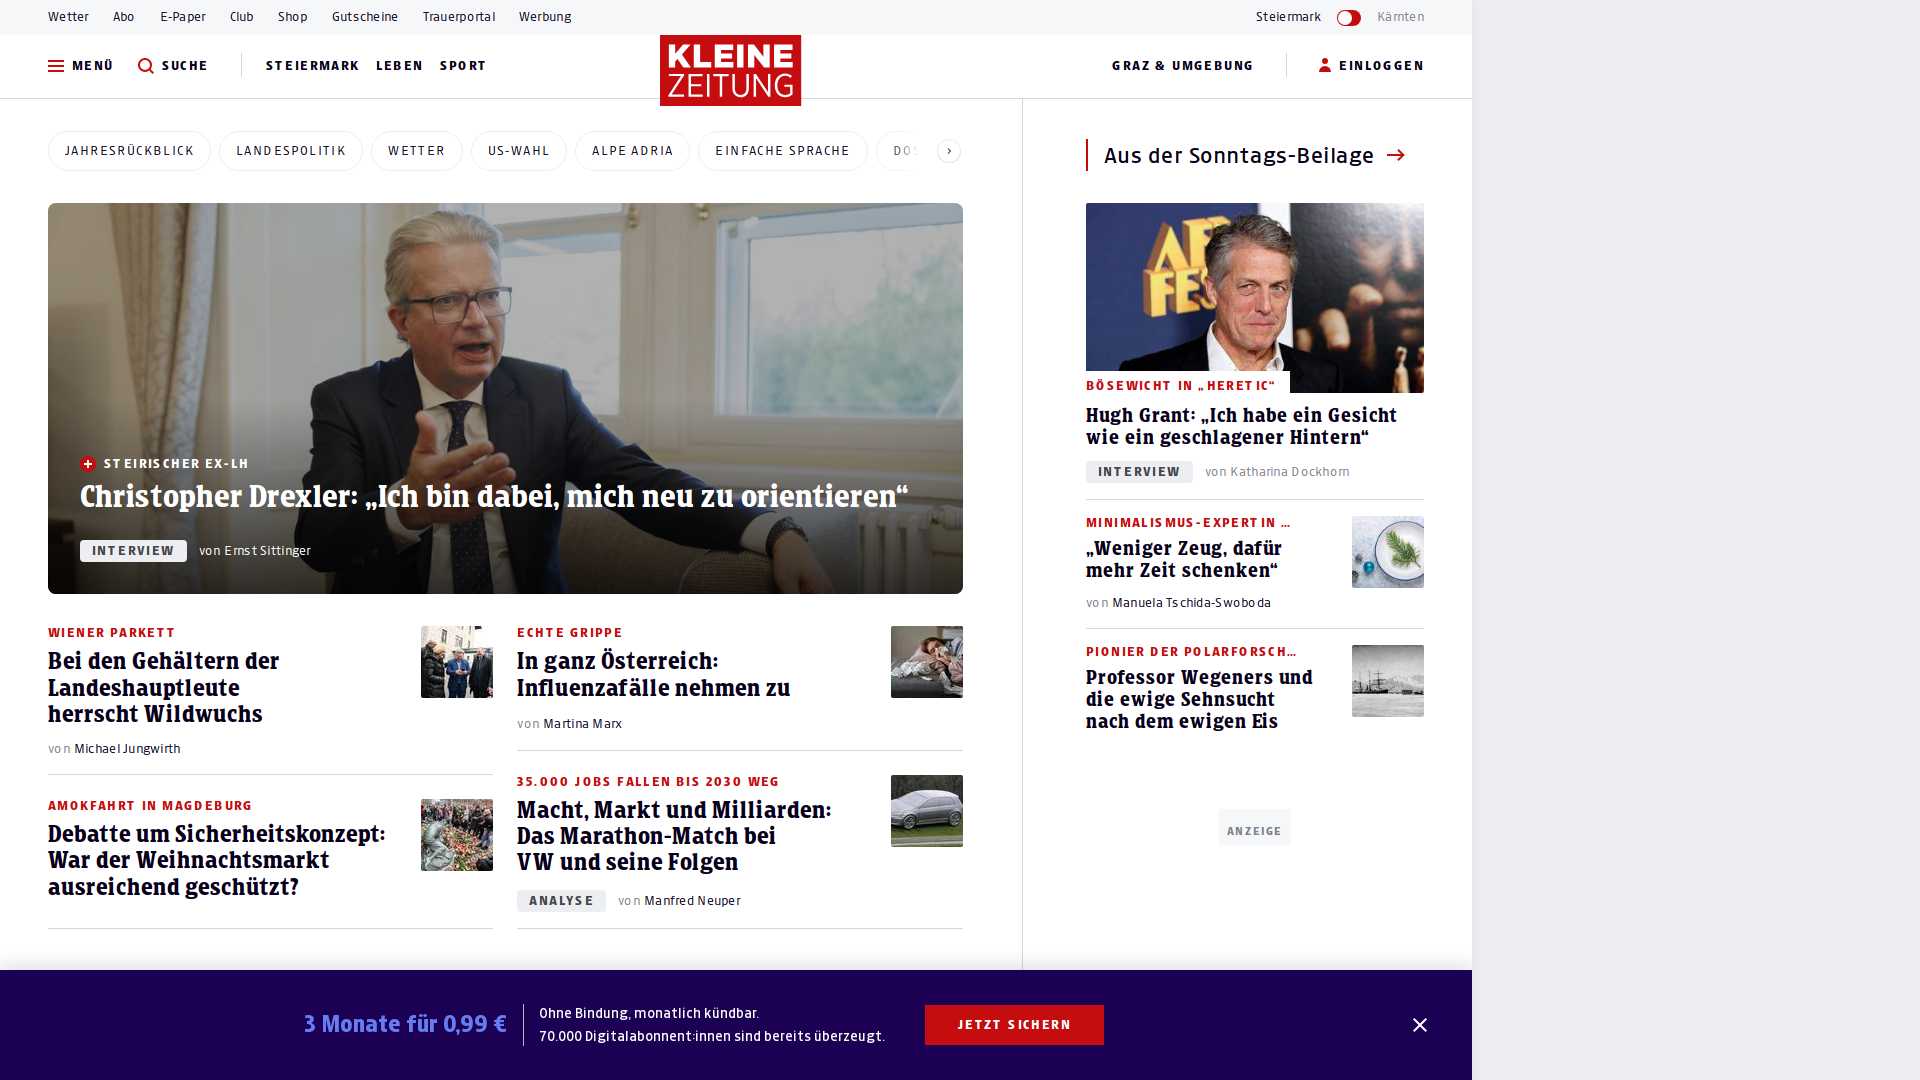 Wetter Abo E-Paper Club Shop Gutscheine Trauerportal Werbung Steiermark Kärnten
MENÜ SUCHE STEIERMARK LEBEN SPORT KLEINE ZEITUNG GRAZ & UMGEBUNG EINLOGGEN
JAHRESRÜCKBLICK LANDESPOLITIK WETTER US-WAHL ALPE ADRIA EINFACHE SPRACHE
STEIRISCHER EX-LH
Christopher Drexler: „Ich bin dabei, mich neu zu orientieren“
INTERVIEW von Ernst Sittinger
WIENER PARKETT
Bei den Gehältern der
Landeshauptleute
herrscht Wildwuchs
von Michael Jungwirth
AMOKFAHRT IN MAGDEBURG
Debatte um Sicherheitskonzept:
War der Weihnachtsmarkt
ausreichend geschützt?
ECHTE GRIPPE
In ganz Österreich:
Influenzafälle nehmen zu
von Martina Marx
35.000 JOBS FALLEN BIS 2030 WEG
Macht, Markt und Milliarden:
Das Marathon-Match bei
VW und seine Folgen
ANALYSE von Manfred Neuper
Aus der Sonntags-Beilage
BÖSEWICHT IN „HERETIC“
Hugh Grant: „Ich habe ein Gesicht
wie ein geschlagener Hintern“
INTERVIEW von Katharina Dockhorn
MINIMALISMUS-EXPERTIN …
„Weniger Zeug, dafür
mehr Zeit schenken“
von Manuela Tschida-Swoboda
PIONIER DER POLARFORSCH…
Professor Wegeners und
die ewige Sehnsucht
nach dem ewigen Eis
ANZEIGE
3 Monate für 0,99 €
Ohne Bindung, monatlich kündbar.
70.000 Digitalabonnent:innen sind bereits überzeugt.
JETZT SICHERN